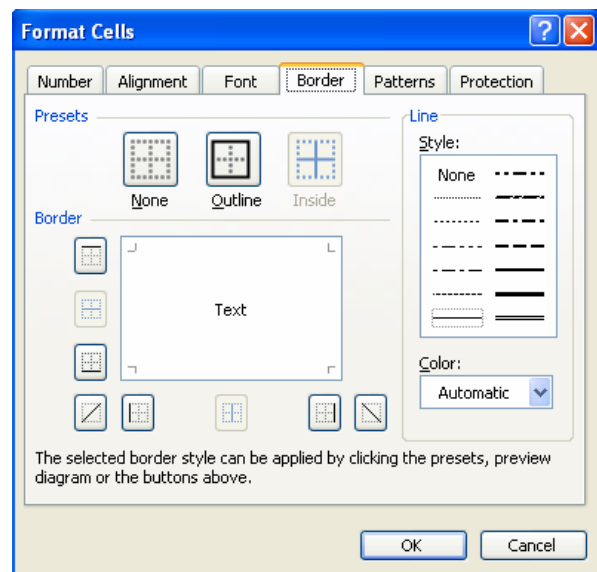 Format Cells
Number Alignment Font Border Patterns Protection
Presets
None Outline Inside
Border
Text
Line
Style:
None
Color:
Automatic
The selected border style can be applied by clicking the presets, preview
diagram or the buttons above.
OK Cancel